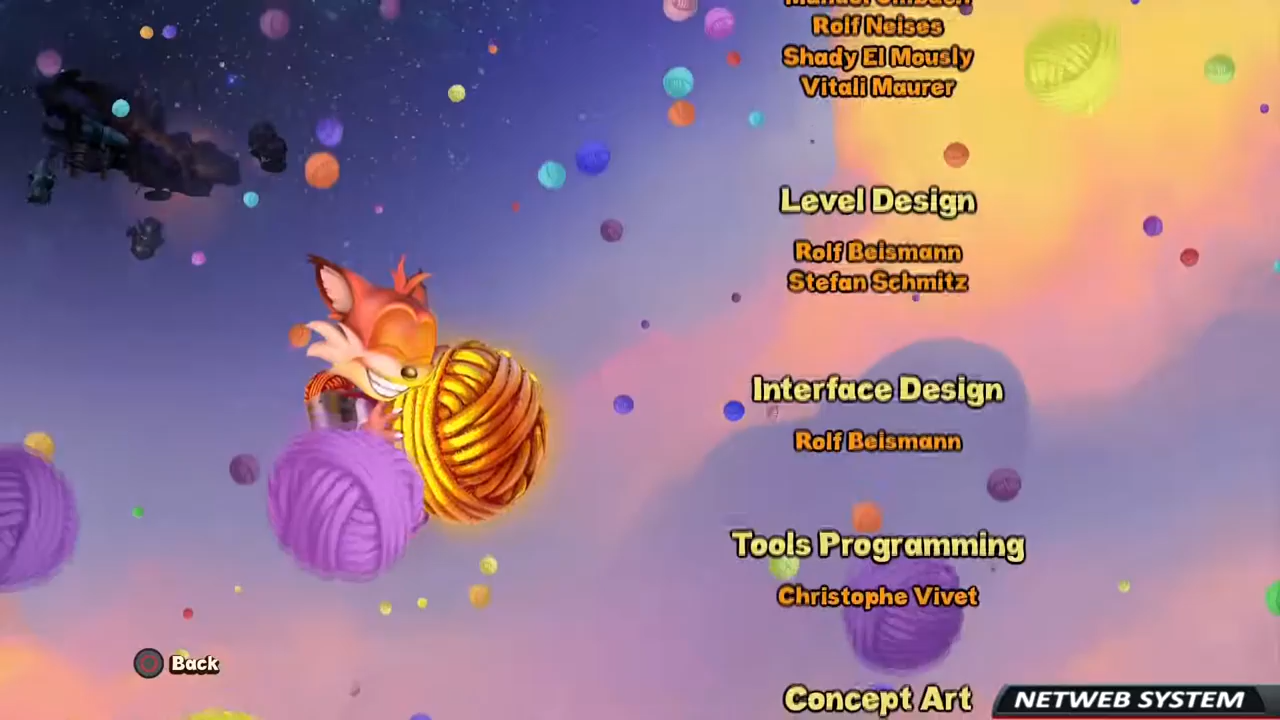 Rolf Neises
Shady El Mously
Vitali Maurer
Level Design
Rolf Beismann
Stefan Schmitz
Interface Design
Rolf Beismann
Tools Programming
Christophe Vivet
Back
Concept Art
NETWEB SYSTEM